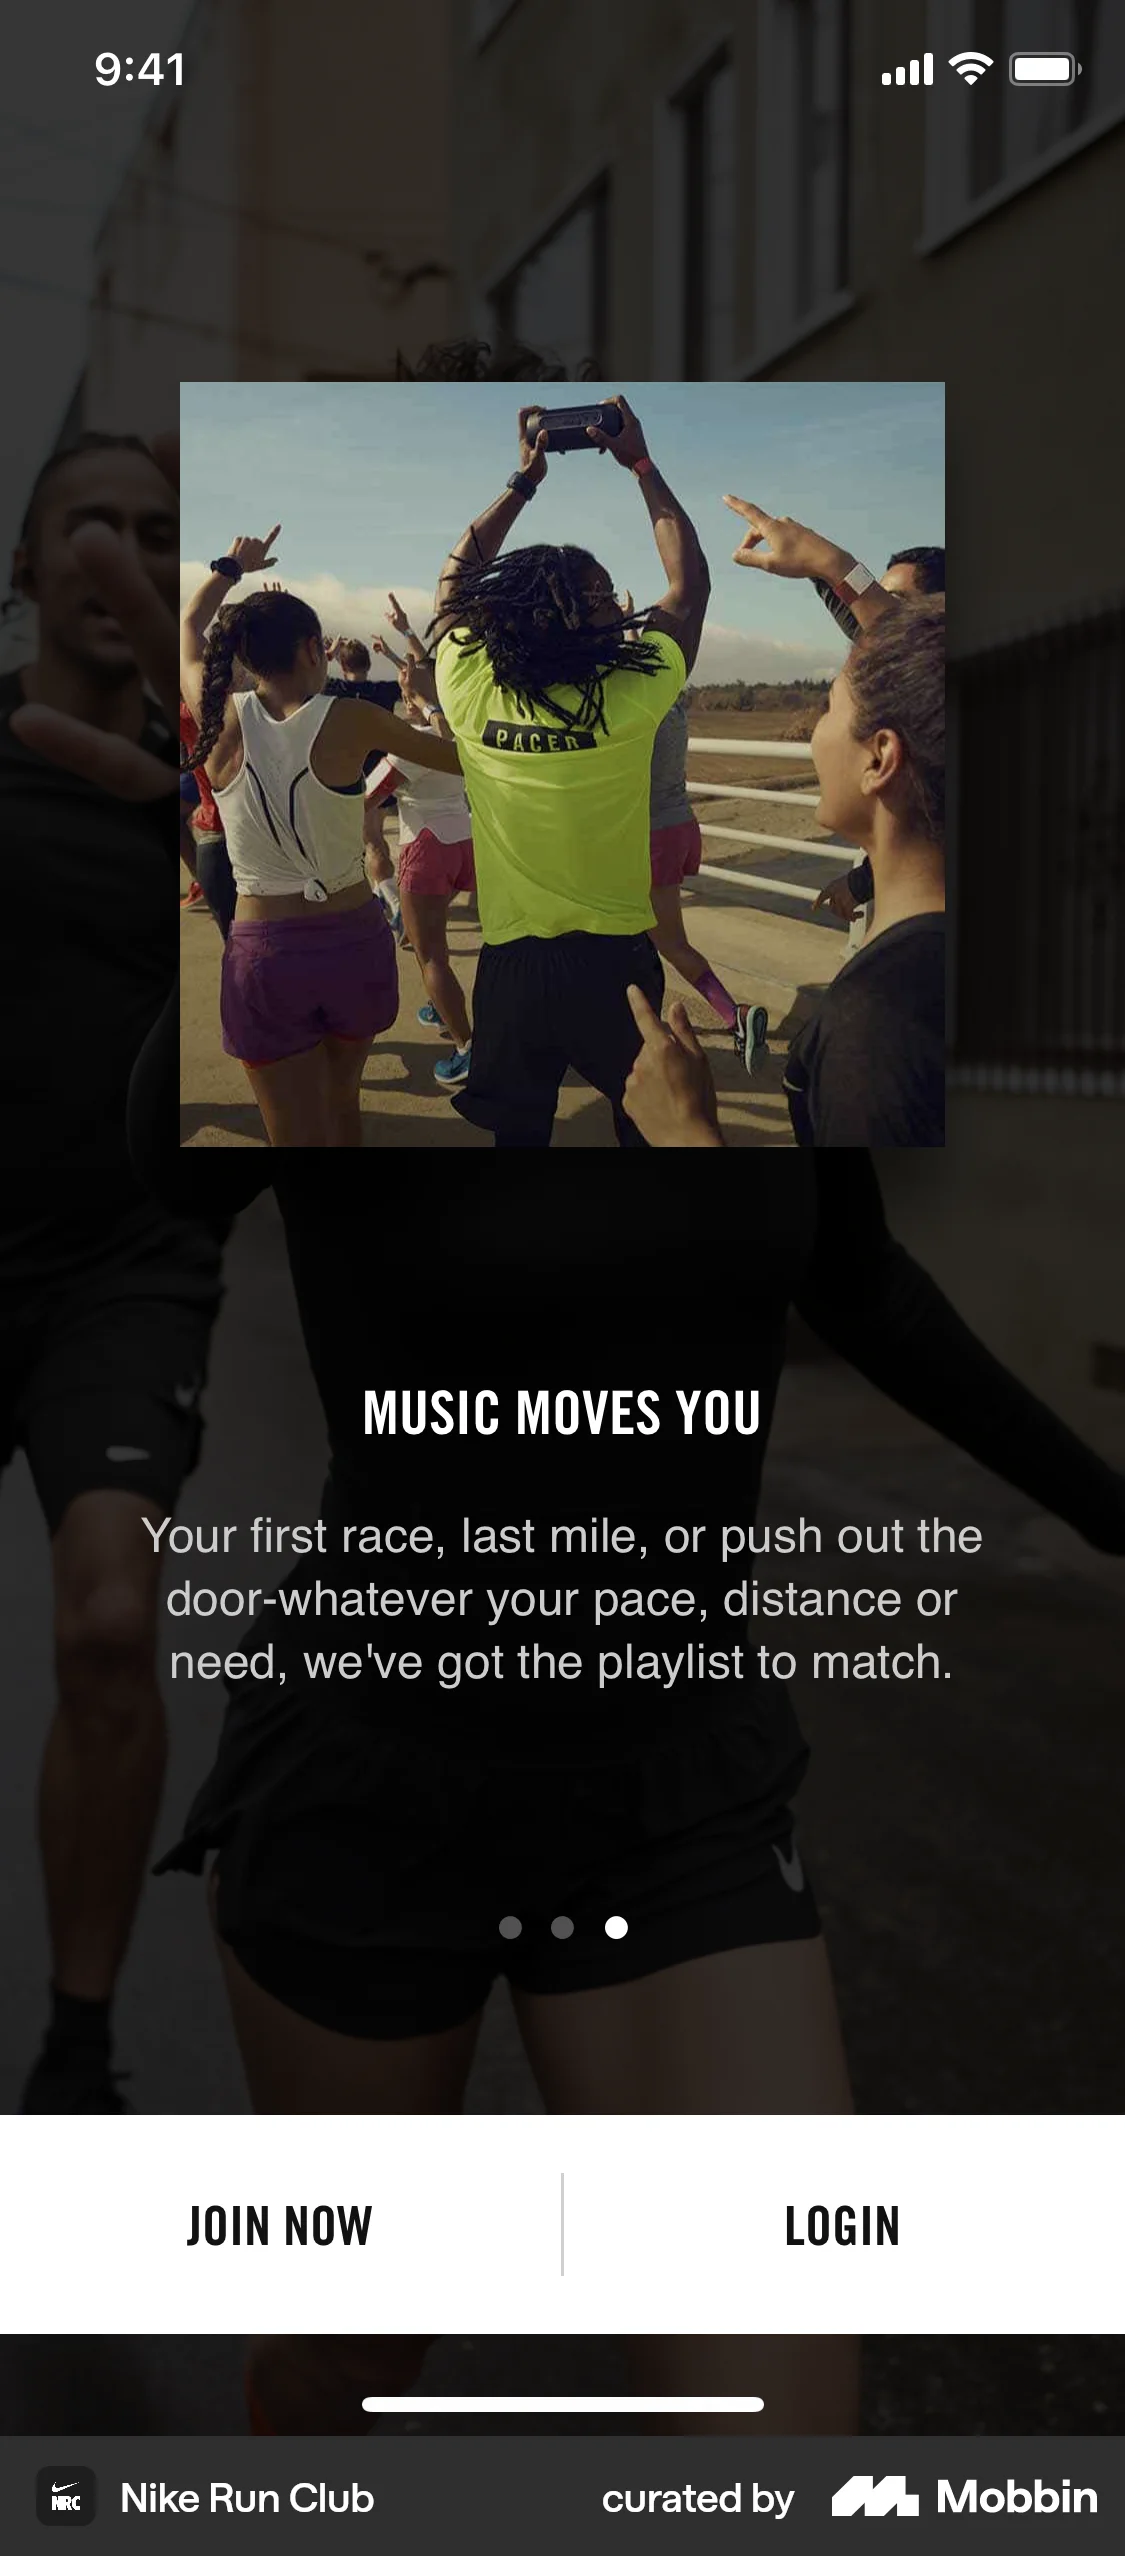 9:41
PACER
MUSIC MOVES YOU
Your first race, last mile, or push out the
door-whatever your pace, distance or
need, we've got the playlist to match.
JOIN NOW
LOGIN
NRC
Nike Run Club
curated by
Mobbin